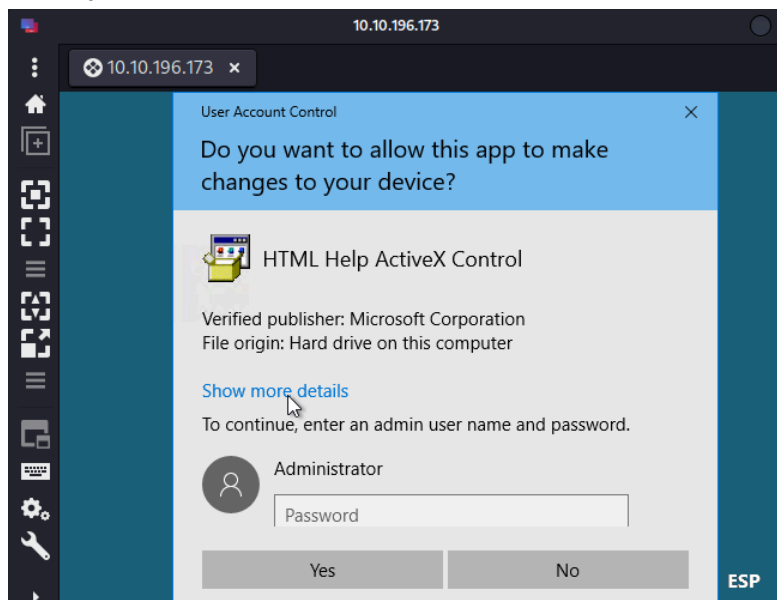 10.10.196.173
10.10.196.173
User Account Control
Do you want to allow this app to make
changes to your device?
HTML Help ActiveX Control
Verified publisher: Microsoft Corporation
File origin: Hard drive on this computer
Show more details
To continue, enter an admin user name and password.
Administrator
Password
Yes No
ESP